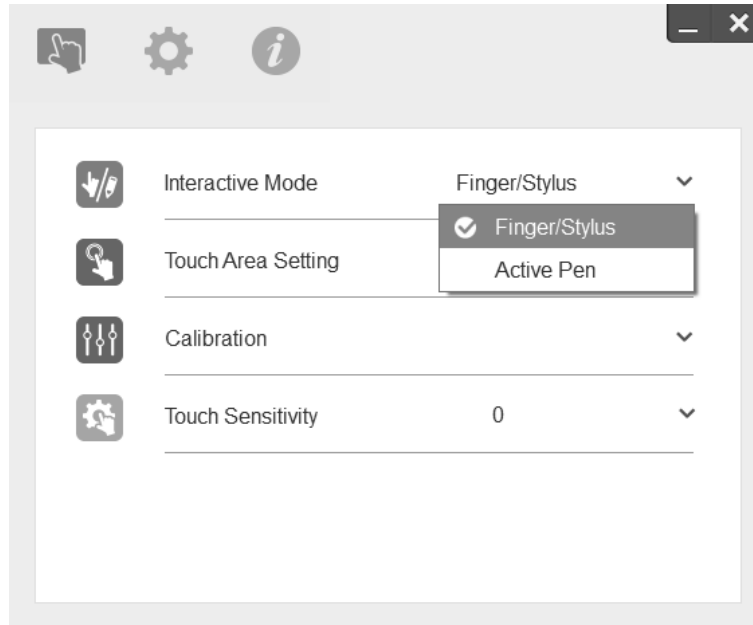 Interactive Mode Finger/Stylus
Finger/Stylus
Touch Area Setting
Active Pen
Calibration
Touch Sensitivity 0